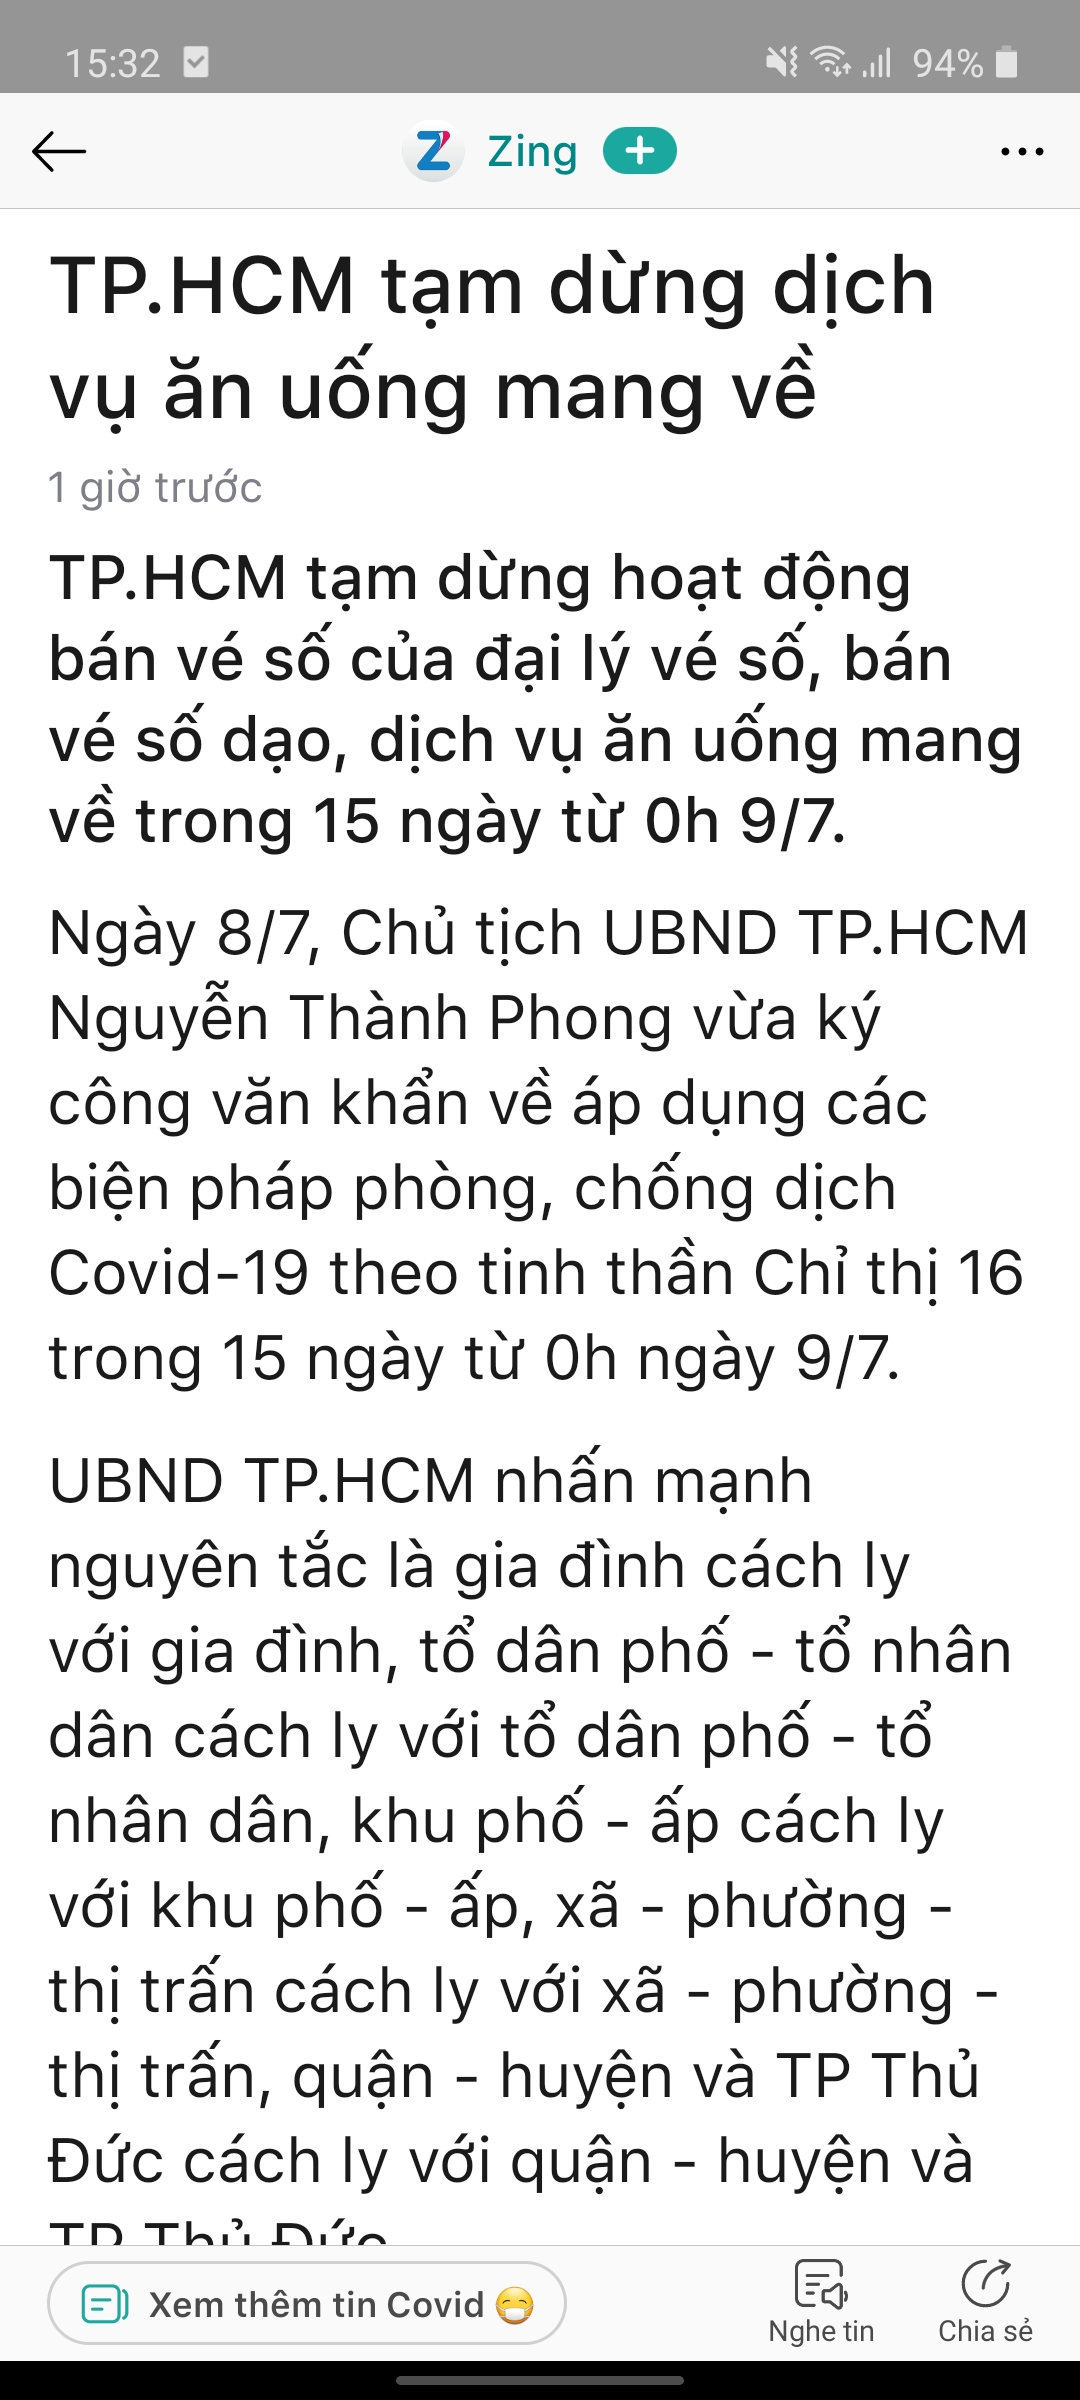 15:32
94%
Zing
TP.HCM tạm dừng dịch
vụ ăn uống mang về
1 giờ trước
TP.HCM tạm dừng hoạt động
bán vé số của đại lý vé số, bán
vé số dạo, dịch vụ ăn uống mang
về trong 15 ngày từ 0h 9/7.
Ngày 8/7, Chủ tịch UBND TP.HCM
Nguyễn Thành Phong vừa ký
công văn khẩn về áp dụng các
biện pháp phòng, chống dịch
Covid-19 theo tinh thần Chỉ thị 16
trong 15 ngày từ 0h ngày 9/7.
UBND TP.HCM nhấn mạnh
nguyên tắc là gia đình cách ly
với gia đình, tổ dân phố - tổ nhân
dân cách ly với tổ dân phố - tổ
nhân dân, khu phố - ấp cách ly
với khu phố - ấp, xã - phường -
thị trấn cách ly với xã - phường -
thị trấn, quận - huyện và TP Thủ
Đức cách ly với quận - huyện và
TP Thủ Đức
Xem thêm tin Covid
Nghe tin
Chia sẻ